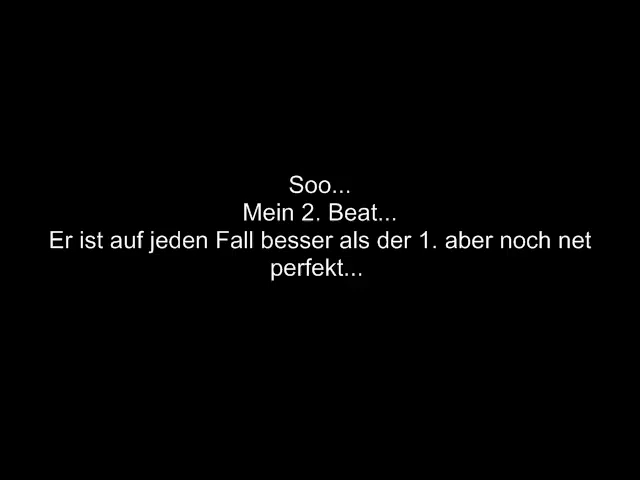 Soo...
Mein 2. Beat...
Er ist auf jeden Fall besser als der 1. aber noch net
perfekt...